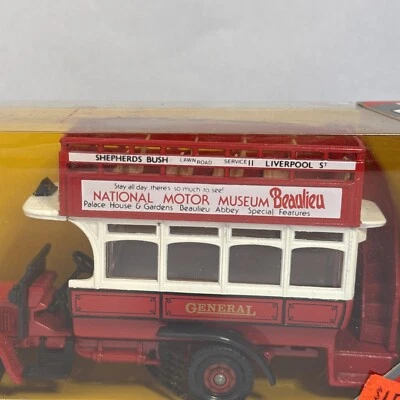 SHEPHERDS BUSH LAWN ROAD SERVICE 11 LIVERPOOL ST
Stay all day, there's so much to see!
NATIONAL MOTOR MUSEUM Beaulieu
Palace House & Gardens Beaulieu Abbey Special Features
GENERAL